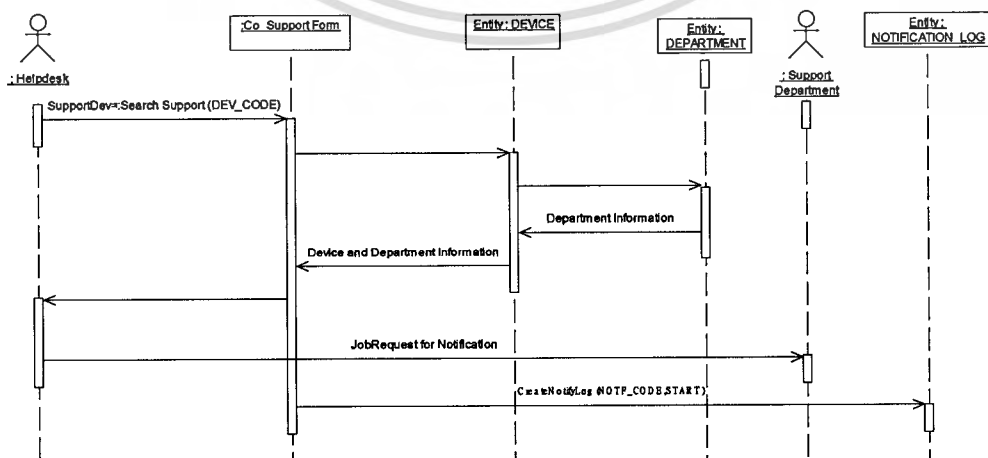 :Co_Support Form
Entity : DEVICE
Entity :
DEPARTMENT
Entity :
NOTIFICATION_LOG
: Helpdesk
: Support
Department
SupportDev=:Search Support (DEV_CODE)
Department Information
Device and Department Information
JobRequest for Notification
CreateNotifyLog (NOTF_CODE,START)